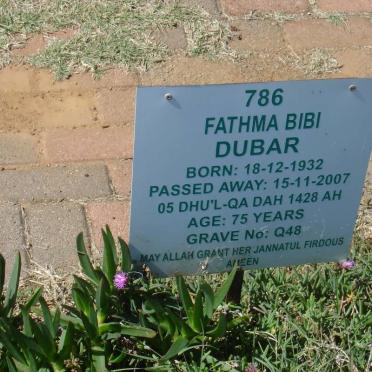 786
FATHMA BIBI
DUBAR
BORN: 18-12-1932
PASSED AWAY: 15-11-2007
05 DHU'L-QA DAH 1428 AH
AGE: 75 YEARS
GRAVE No: Q48
MAY ALLAH GRANT HER JANNATUL FIRDOUS
AMEEN